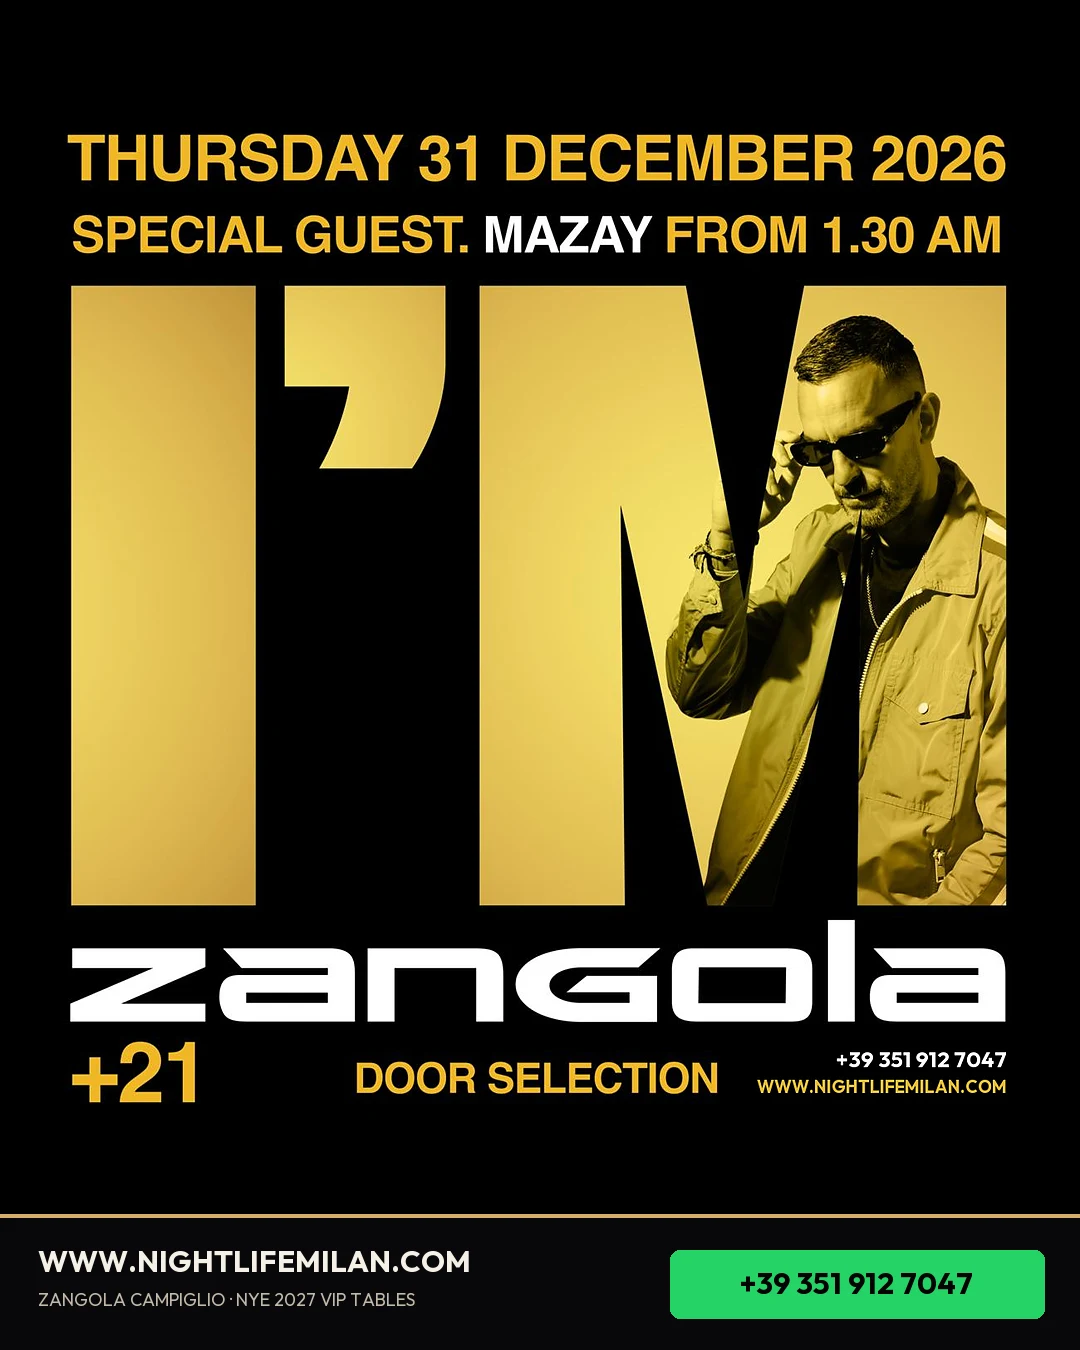 THURSDAY 31 DECEMBER 2026
SPECIAL GUEST. MAZAY FROM 1.30 AM
I’M
zangola
+21
DOOR SELECTION
+39 351 912 7047
WWW.NIGHTLIFEMILAN.COM
WWW.NIGHTLIFEMILAN.COM
ZANGOLA CAMPIGLIO · NYE 2027 VIP TABLES
+39 351 912 7047